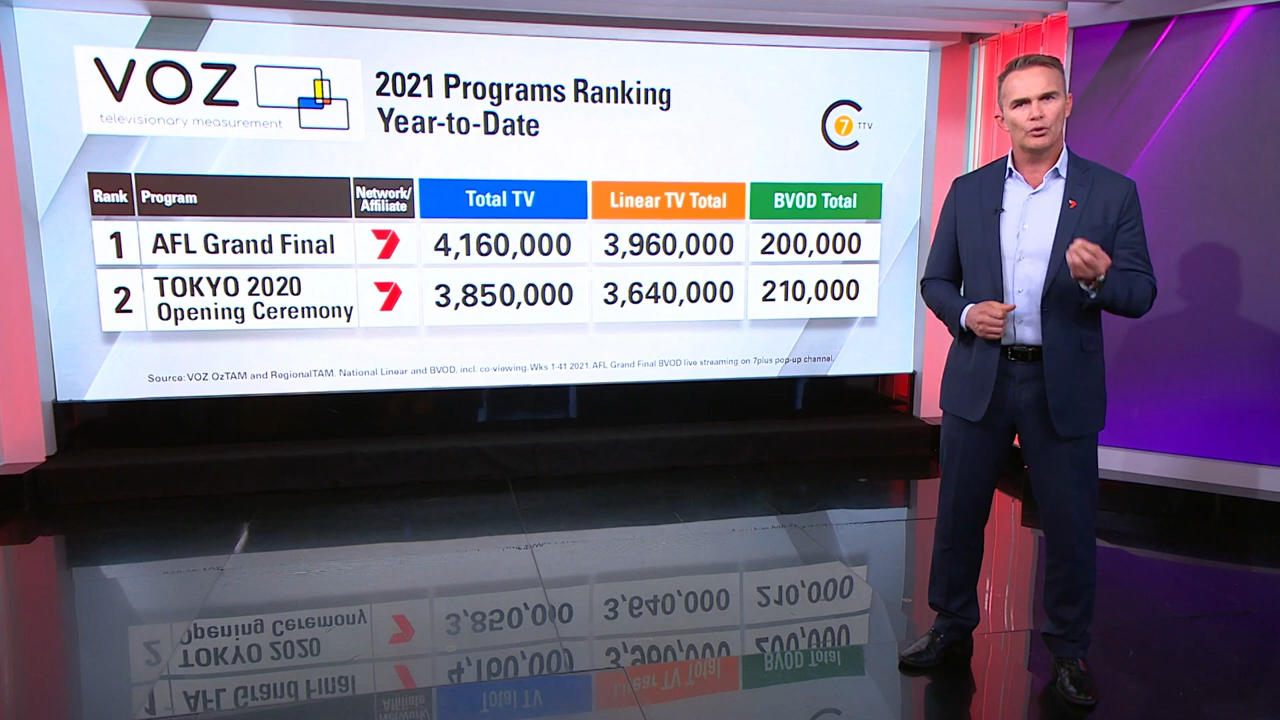 VOZ
televisionary measurement
2021 Programs Ranking
Year-to-Date
7 TTV
Rank Program Network/ Affiliate Total TV Linear TV Total BVOD Total
1 AFL Grand Final 7 4,160,000 3,960,000 200,000
2 TOKYO 2020 Opening Ceremony 7 3,850,000 3,640,000 210,000
Source: VOZ OzTAM and RegionalTAM. National Linear and BVOD, incl. co-viewing. Wks 1-41 2021. AFL Grand Final BVOD live streaming on 7plus pop-up channel.